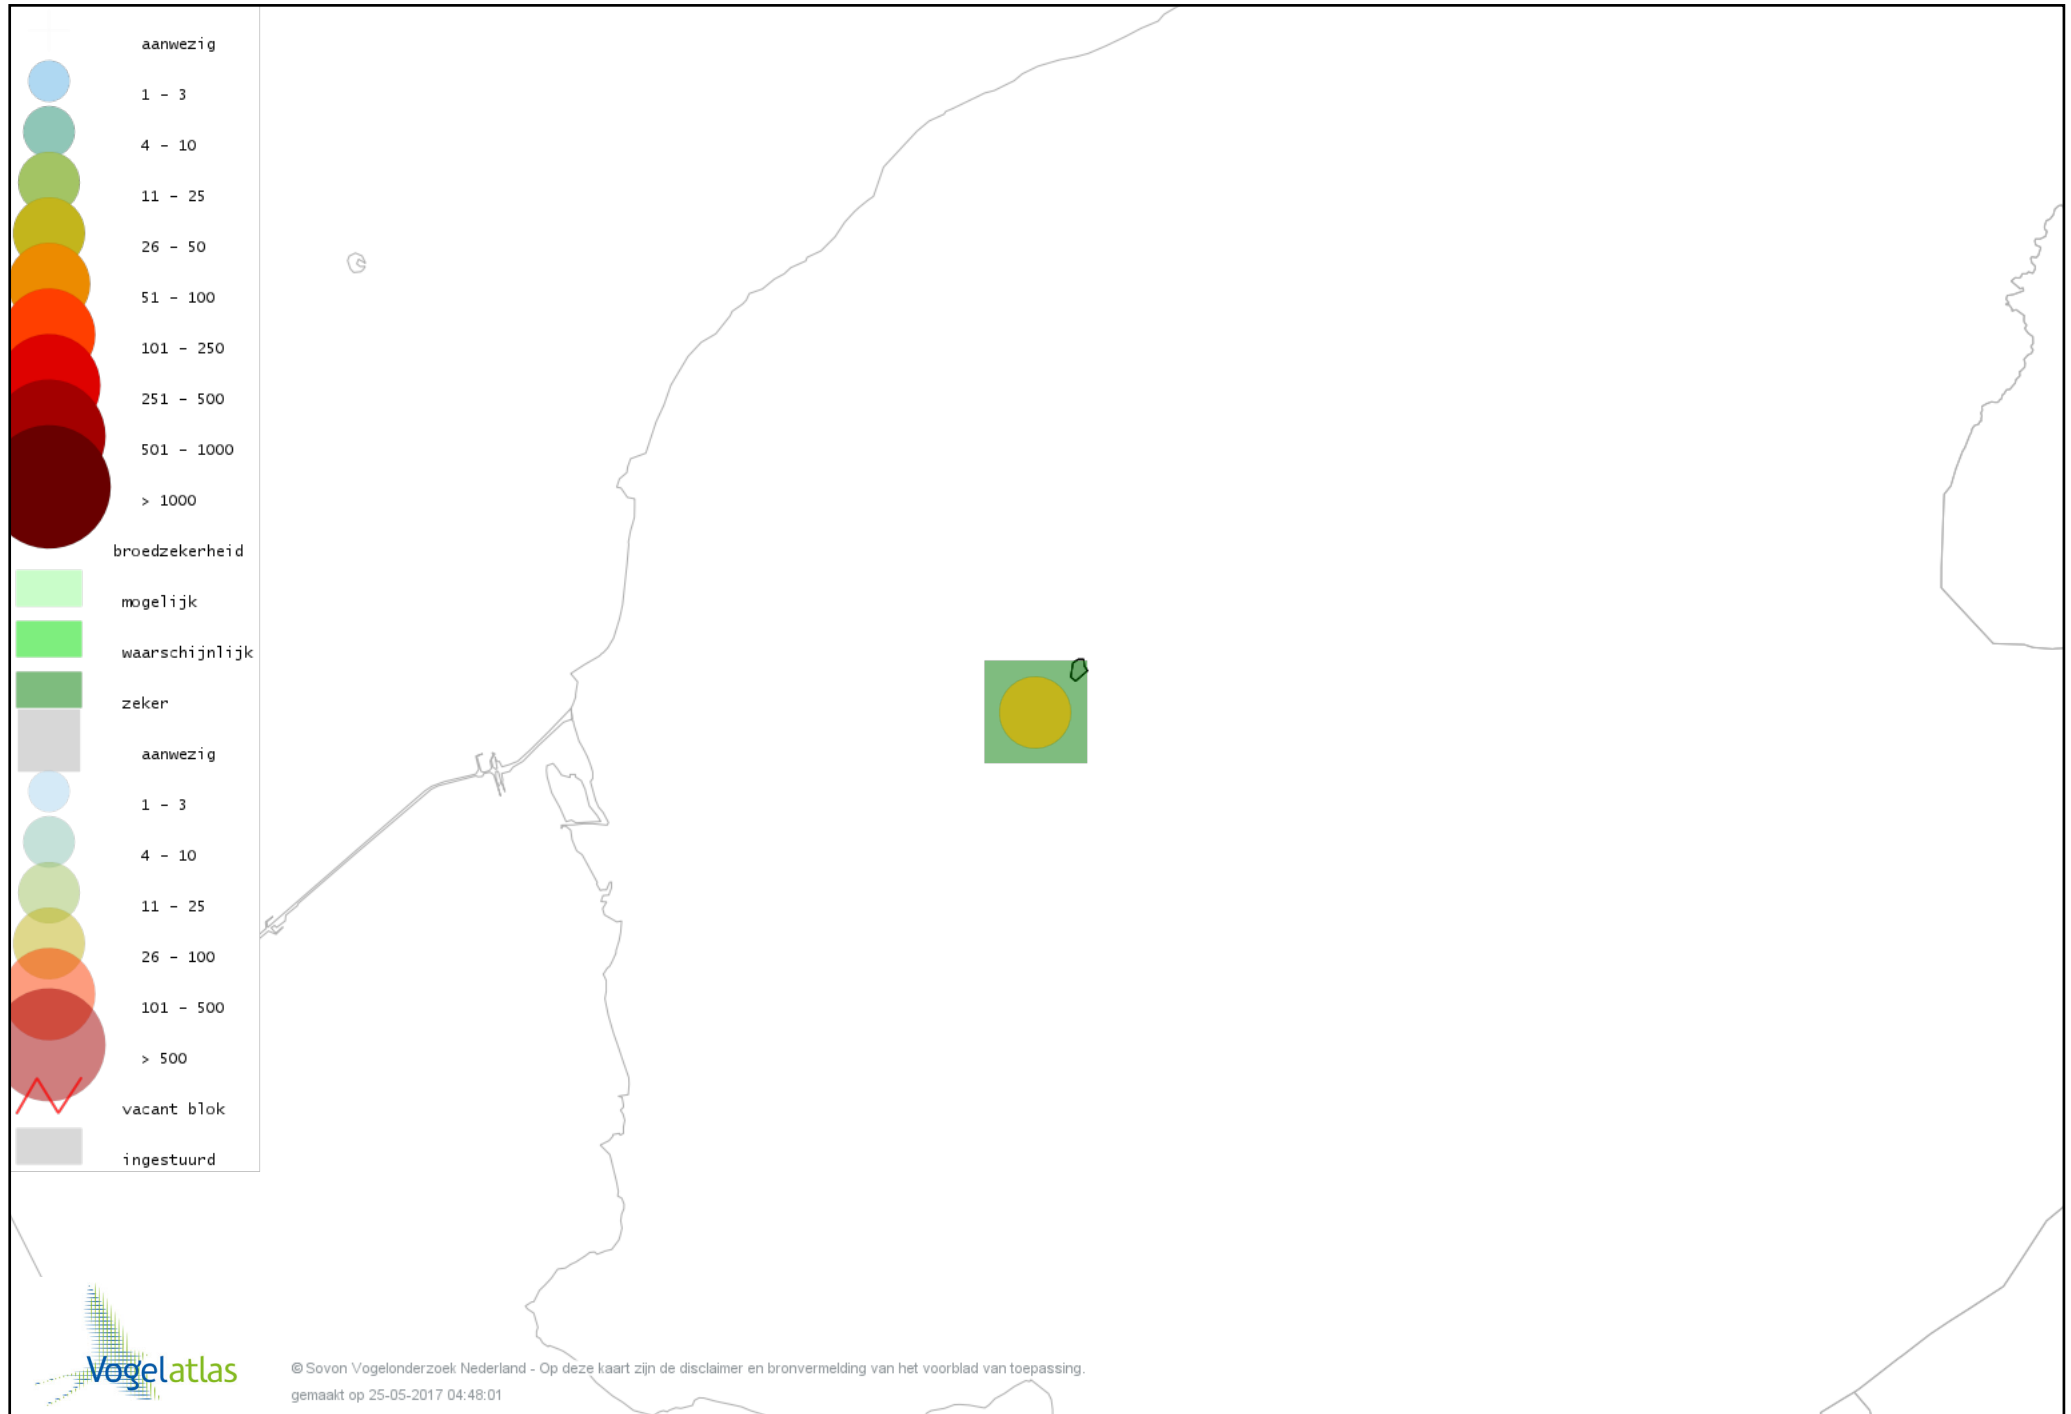 aanwezig
1 - 3
4 - 10
11 - 25
26 - 50
51 - 100
101 - 250
251 - 500
501 - 1000
> 1000
broedzekerheid
mogelijk
waarschijnlijk
zeker
aanwezig
1 - 3
4 - 10
11 - 25
26 - 100
101 - 500
> 500
vacant blok
ingestuurd
Vogelatlas
© Sovon Vogelonderzoek Nederland - Op deze kaart zijn de disclaimer en bronvermelding van het voorblad van toepassing.
gemaakt op 25-05-2017 04:48:01